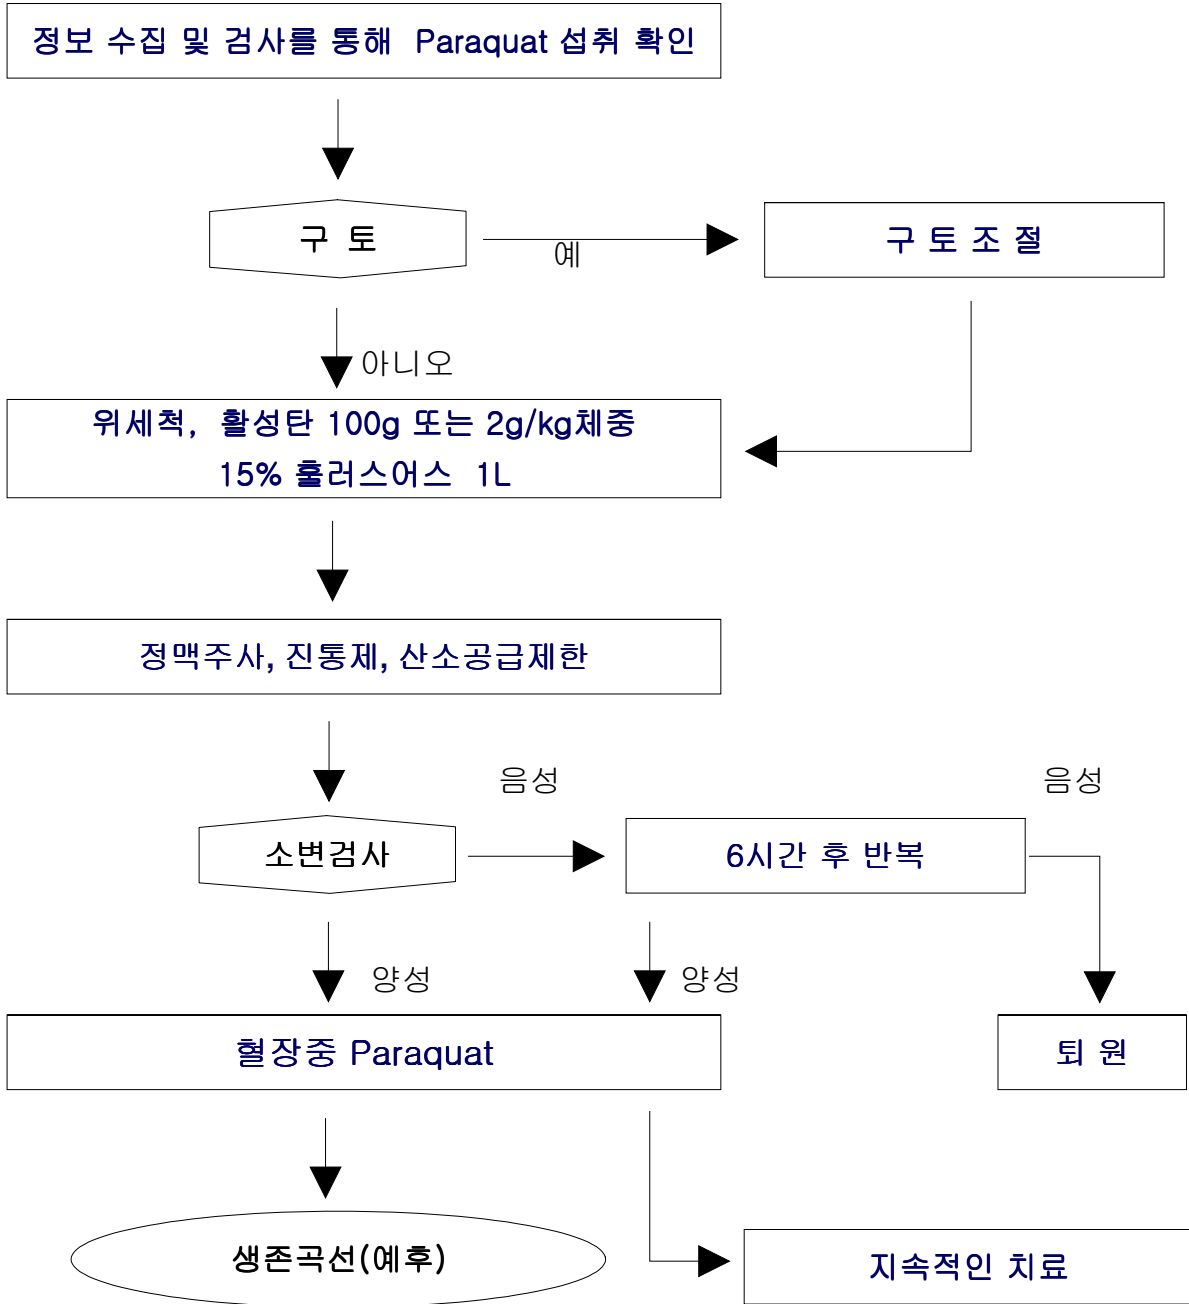 정보 수집 및 검사를 통해 Paraquat 섭취 확인
구 토
예
구 토 조 절
아니오
위세척, 활성탄 100g 또는 2g/kg체중
15% 훌러스어스 1L
정맥주사, 진통제, 산소공급제한
음성
음성
소변검사
6시간 후 반복
양성
양성
혈장중 Paraquat
퇴 원
생존곡선(예후)
지속적인 치료